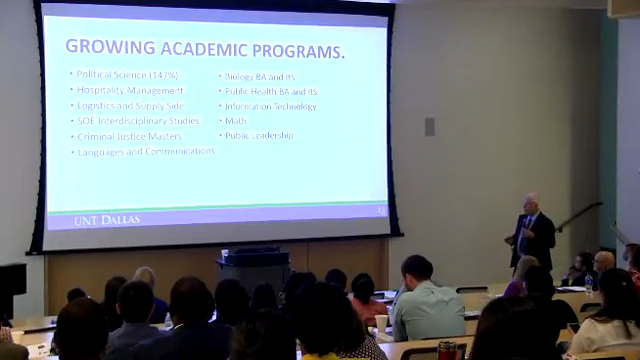 GROWING ACADEMIC PROGRAMS.
• Political Science (147%)
• Hospitality Management
• Logistics and Supply Side
• SOE Interdisciplinary Studies
• Criminal Justice Masters
• Languages and Communications
• Biology BA and BS
• Public Health BA and BS
• Information Technology
• Math
• Public Leadership
UNT DALLAS